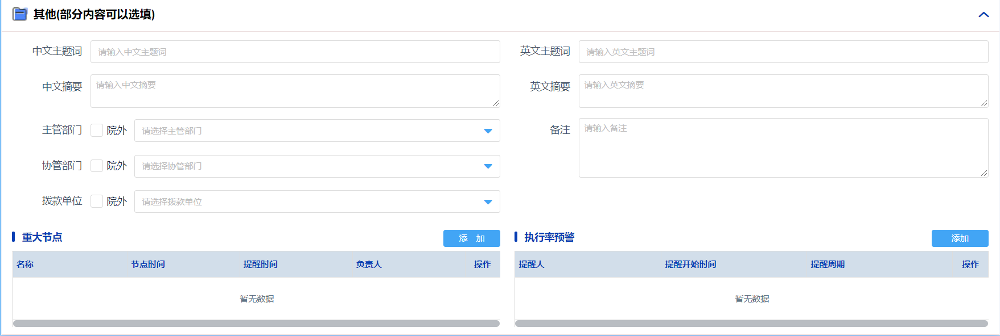 其他(部分内容可以选填)
中文主题词 请输入中文主题词 英文主题词 请输入英文主题词
中文摘要 请输入中文摘要 英文摘要 请输入英文摘要
主管部门 院外 请选择主管部门 备注 请输入备注
协管部门 院外 请选择协管部门
拨款单位 院外 请选择拨款单位
重大节点 添 加 执行率预警 添加
名称 节点时间 提醒时间 负责人 操作 提醒人 提醒开始时间 提醒周期 操作
暂无数据 暂无数据